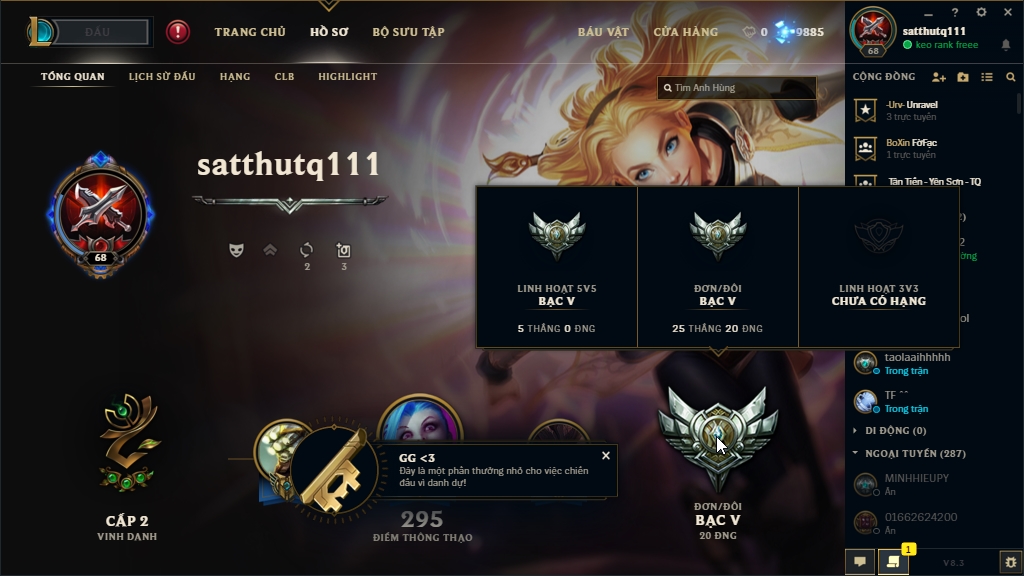 ĐẤU
TRANG CHỦ
HỒ SƠ
BỘ SƯU TẬP
BÁU VẬT
CỬA HÀNG
0
9885
satthutq111
keo rank freee
68
TỔNG QUAN
LỊCH SỬ ĐẤU
HẠNG
CLB
HIGHLIGHT
Tìm Anh Hùng
CỘNG ĐỒNG
-Urv- Unravel
3 trực tuyến
BoXin FờFạc
1 trực tuyến
Tân Tiến - Yên Sơn - TQ
satthutq111
68
2
3
LINH HOẠT 5V5
BẠC V
5 THẮNG 0 ĐNG
ĐƠN/ĐÔI
BẠC V
25 THẮNG 20 ĐNG
LINH HOẠT 3V3
CHƯA CÓ HẠNG
2)
2
ờng
ol
taolaaihhhhh
Trong trận
TF ^^
Trong trận
DI ĐỘNG (0)
NGOẠI TUYẾN (287)
MINHHIEUPY
Ẩn
01662624200
Ẩn
GG <3
Đây là một phần thưởng nhỏ cho việc chiến
đấu vì danh dự!
CẤP 2
VINH DANH
295
ĐIỂM THÔNG THẠO
ĐƠN/ĐÔI
BẠC V
20 ĐNG
1
V8.3